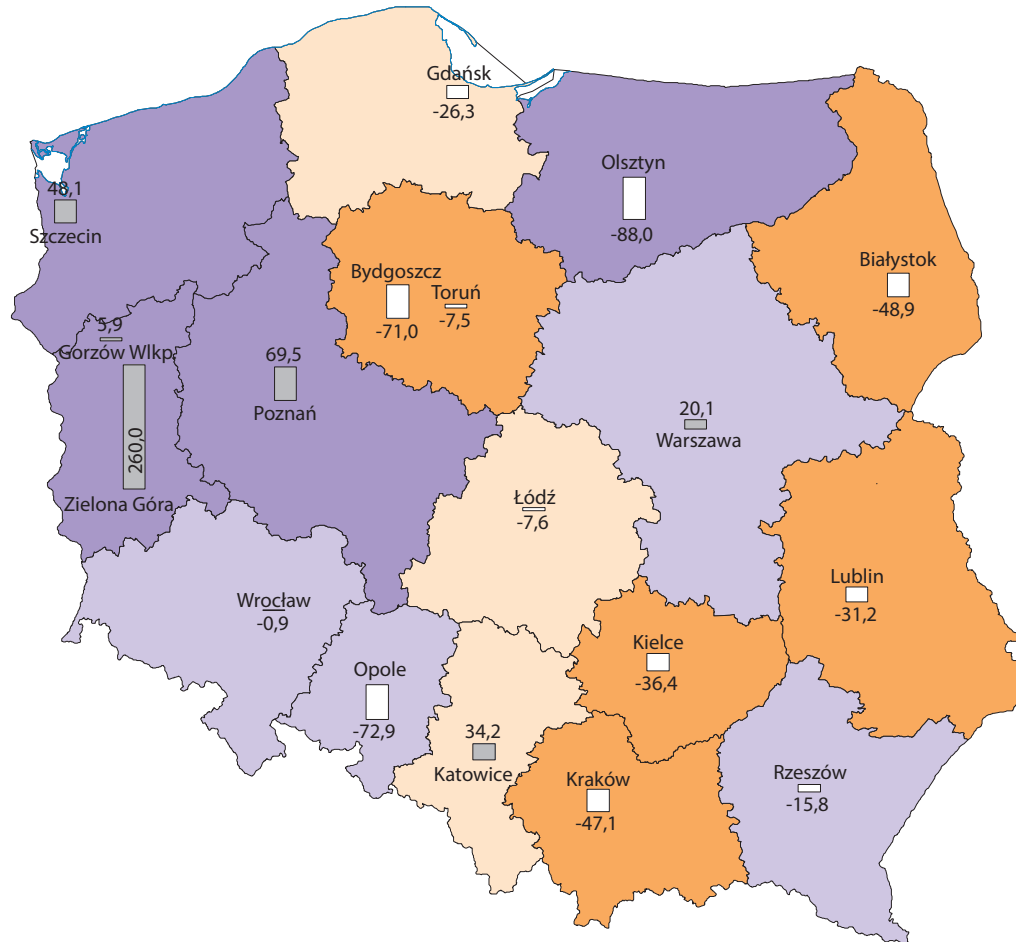 Gdańsk
-26,3
Olsztyn
-88,0
48,1
Szczecin
Białystok
-48,9
Bydgoszcz
-71,0
Toruń
-7,5
5,9
Gorzów Wlkp.
69,5
Poznań
260,0
Zielona Góra
20,1
Warszawa
Łódź
-7,6
Wrocław
-0,9
Lublin
-31,2
Kielce
-36,4
Opole
-72,9
34,2
Katowice
Kraków
-47,1
Rzeszów
-15,8